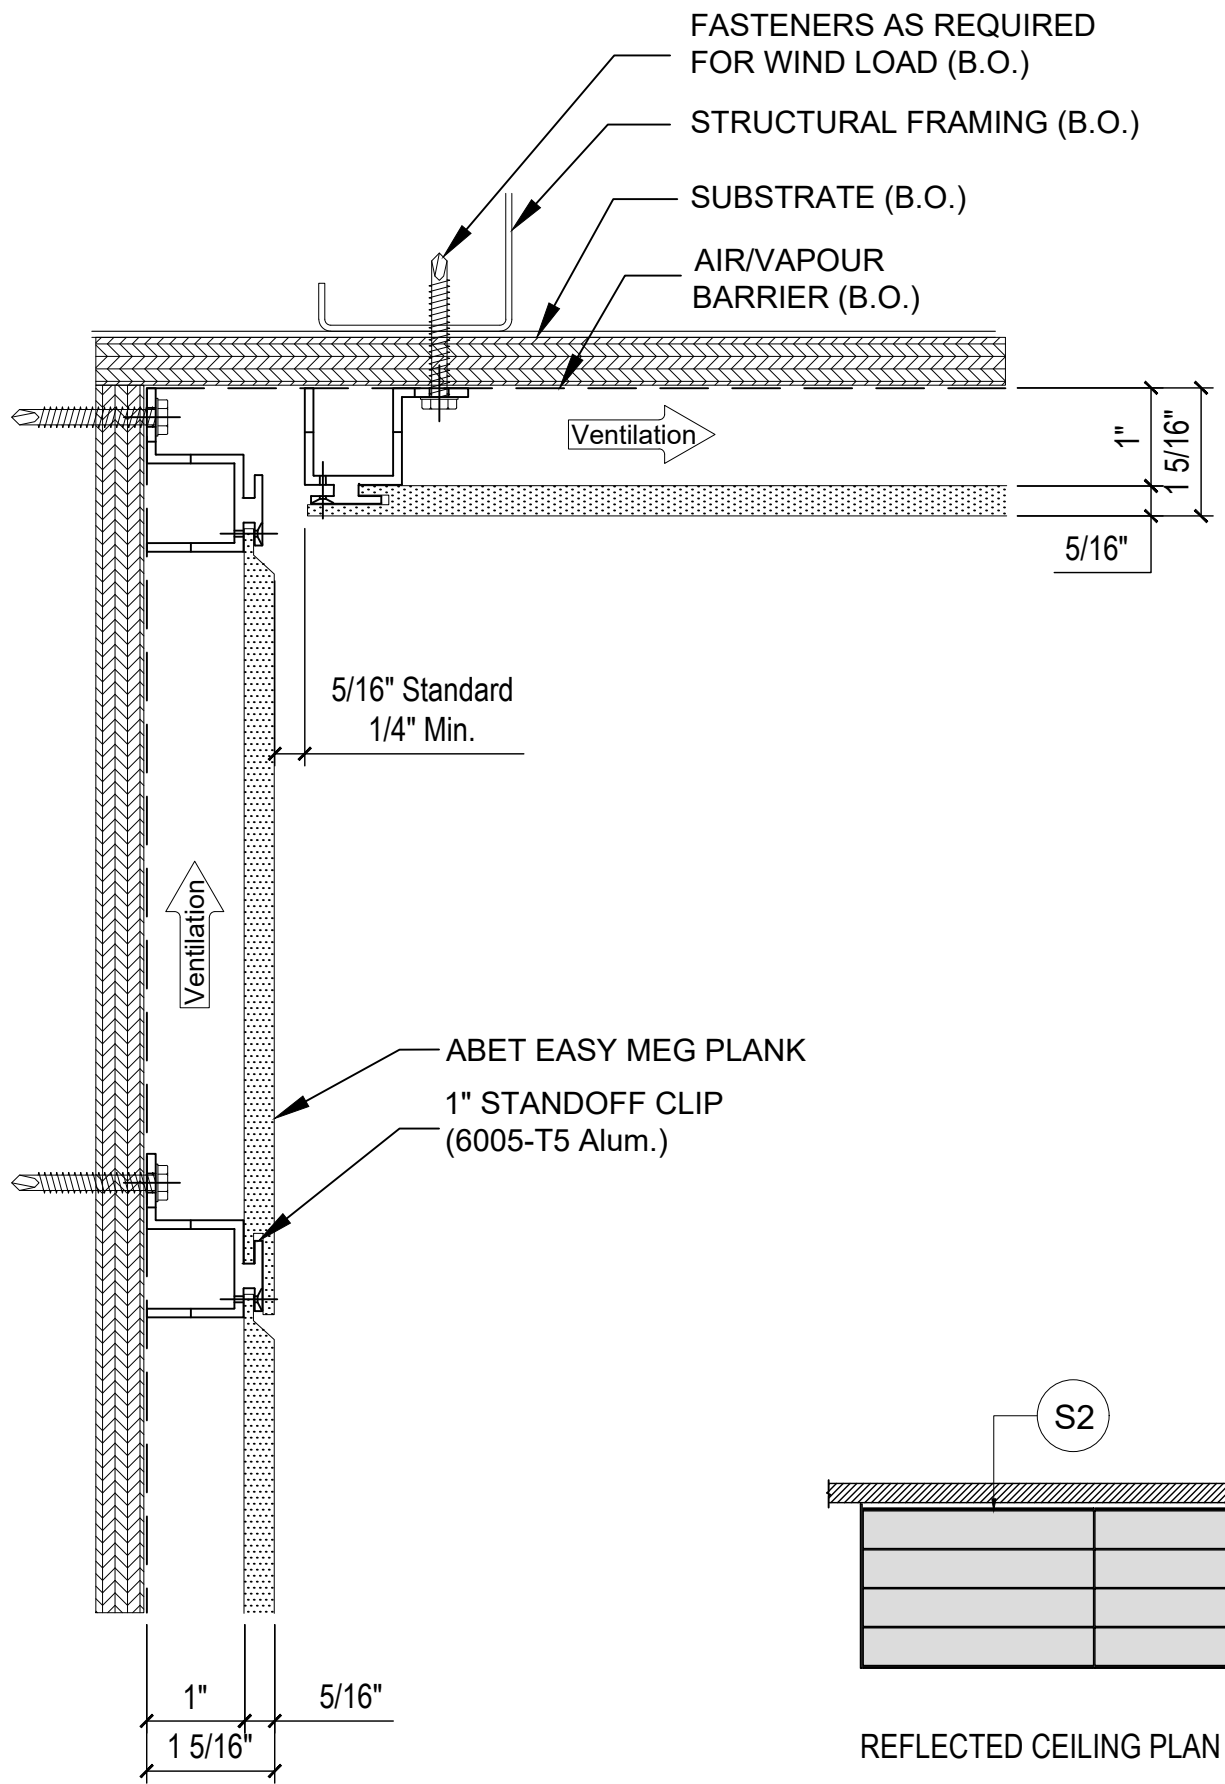 FASTENERS AS REQUIRED
FOR WIND LOAD (B.O.)
STRUCTURAL FRAMING (B.O.)
SUBSTRATE (B.O.)
AIR/VAPOUR
BARRIER (B.O.)
Ventilation
1"
1 5/16"
5/16"
5/16" Standard
1/4" Min.
Ventilation
ABET EASY MEG PLANK
1" STANDOFF CLIP
(6005-T5 Alum.)
S2
1"
5/16"
1 5/16"
REFLECTED CEILING PLAN